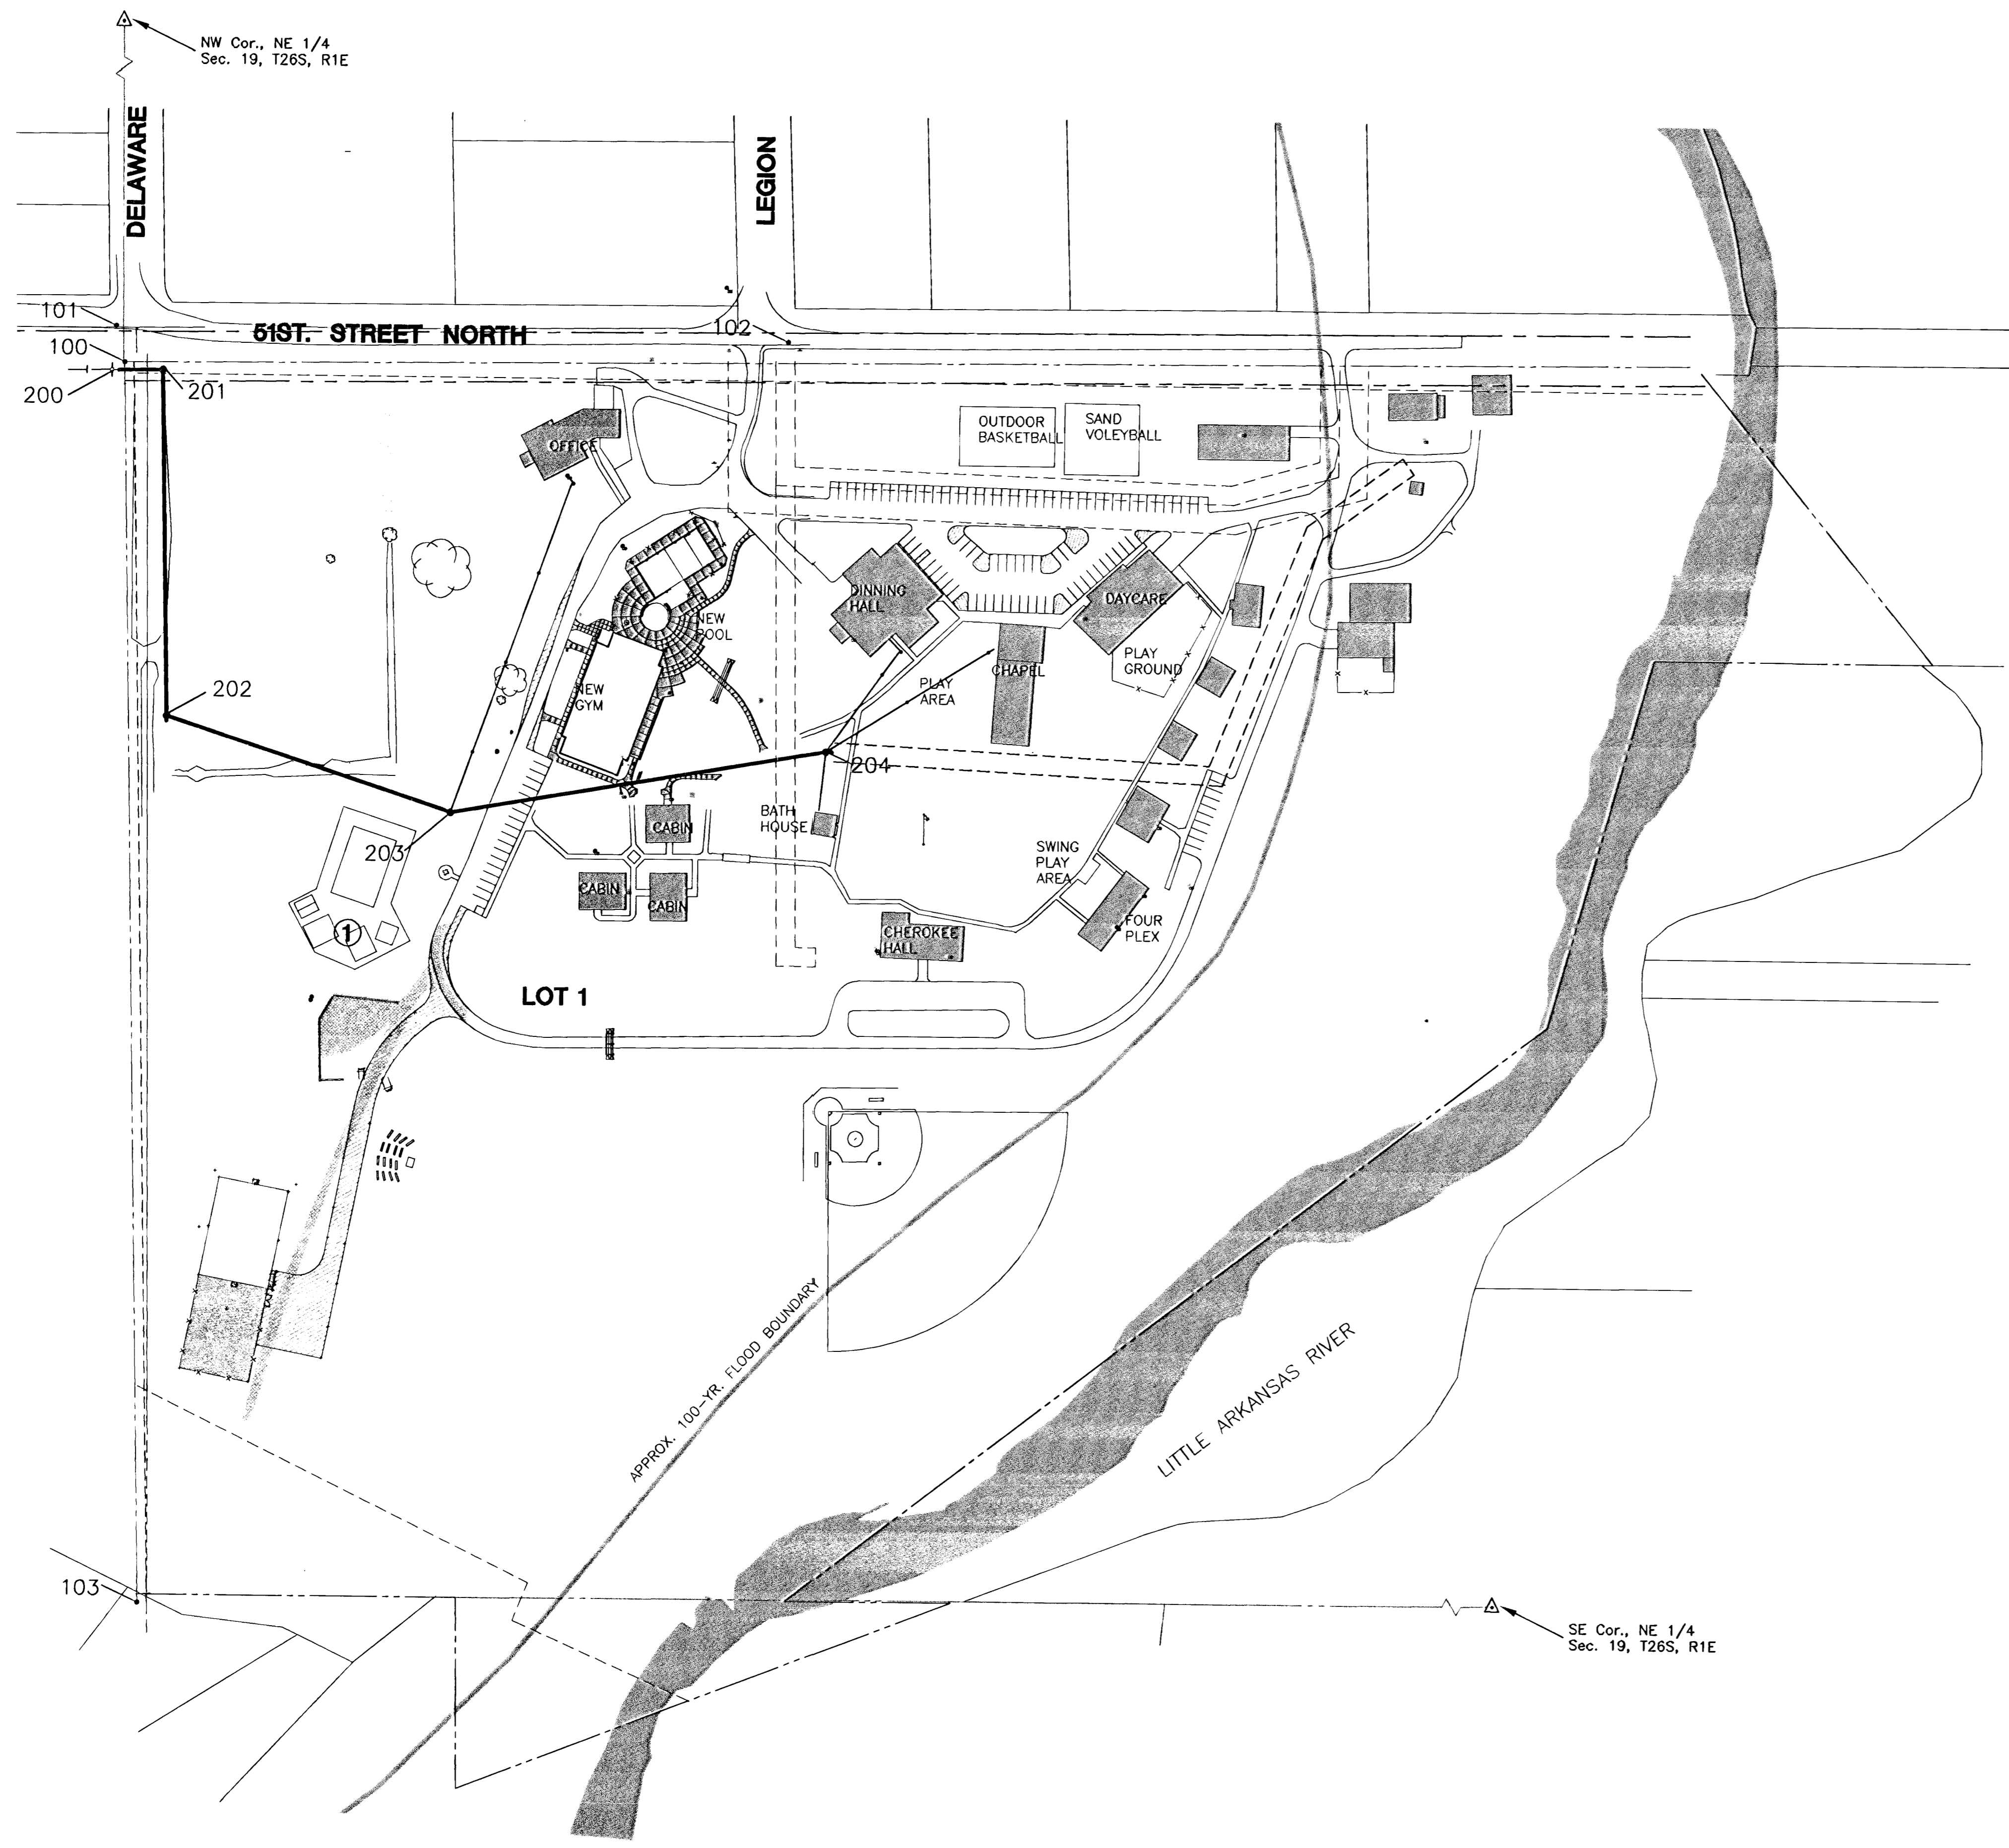 NW Cor., NE 1/4
Sec. 19, T26S, R1E
DELAWARE
LEGION
101
51ST. STREET NORTH
102
100
200
201
OFFICE
OUTDOOR
BASKETBALL
SAND
VOLEYBALL
DINNING
HALL
DAYCARE
NEW
POOL
PLAY
GROUND
CHAPEL
PLAY
AREA
NEW
GYM
202
204
203
BATH
HOUSE
CABIN
SWING
PLAY
AREA
CABIN
CABIN
FOUR
PLEX
CHEROKEE
HALL
1
LOT 1
APPROX. 100-YR. FLOOD BOUNDARY
LITTLE ARKANSAS RIVER
103
SE Cor., NE 1/4
Sec. 19, T26S, R1E